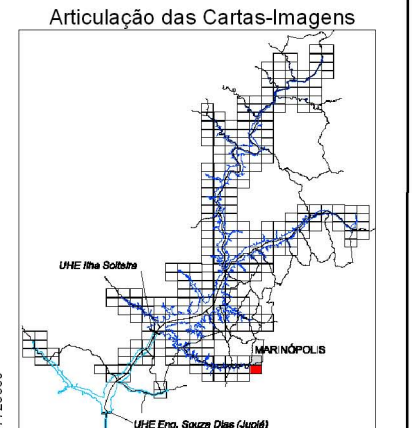 Articulação das Cartas-Imagens
UHE Ilha Solteira
MARINÓPOLIS
UHE Eng. Souza Dias (Jupiá)